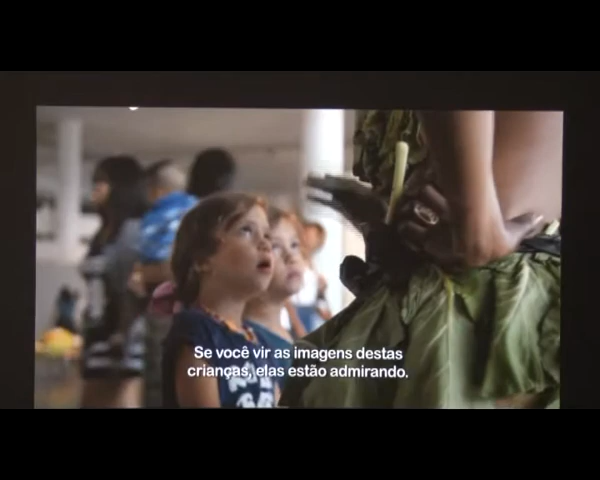 Se você vir as imagens destas
crianças, elas estão admirando.